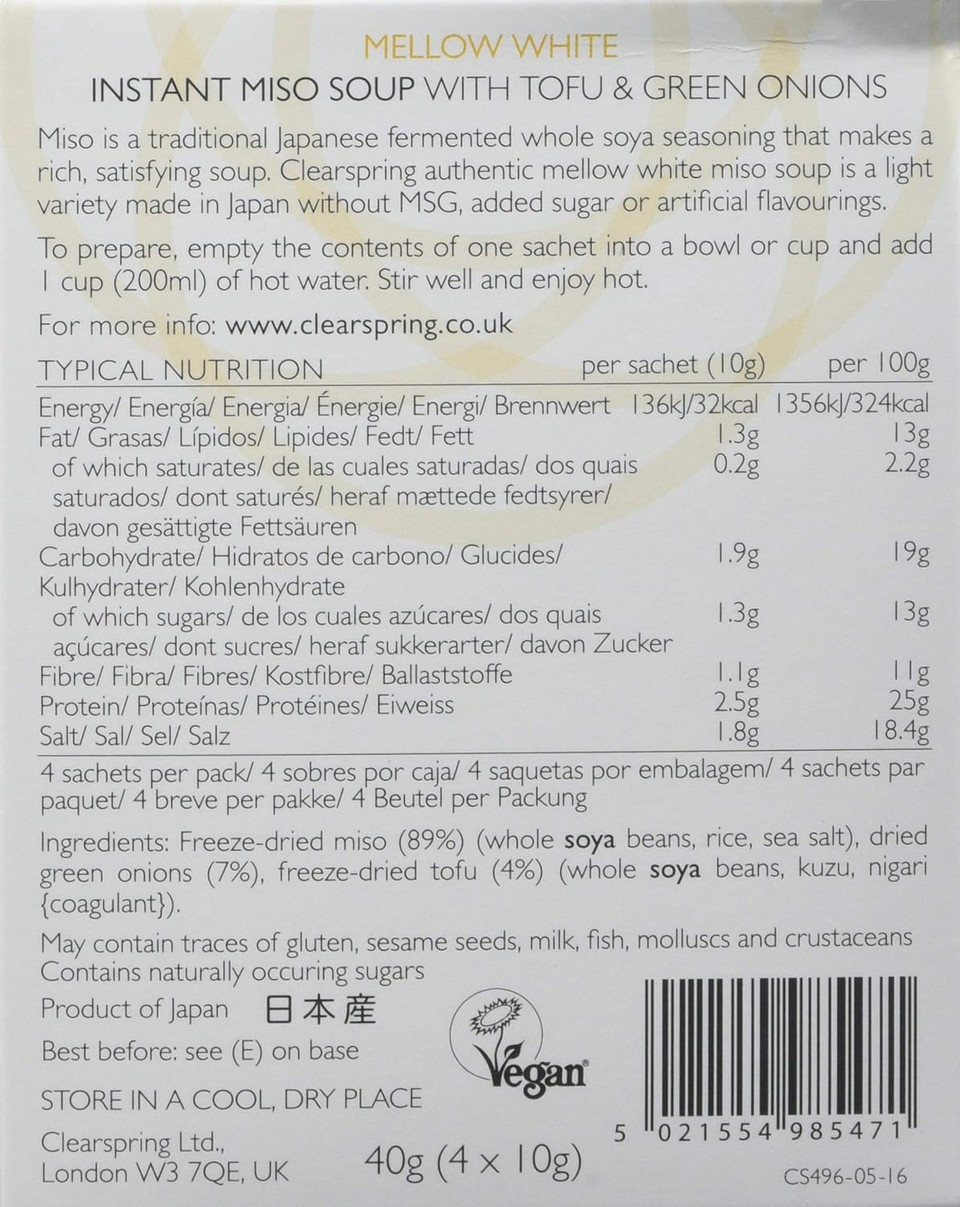 MELLOW WHITE
INSTANT MISO SOUP WITH TOFU & GREEN ONIONS
Miso is a traditional Japanese fermented whole soya seasoning that makes a
rich, satisfying soup. Clearspring authentic mellow white miso soup is a light
variety made in Japan without MSG, added sugar or artificial flavourings.
To prepare, empty the contents of one sachet into a bowl or cup and add
1 cup (200ml) of hot water. Stir well and enjoy hot.
For more info: www.clearspring.co.uk
TYPICAL NUTRITION per sachet (10g) per 100g
Energy/ Energía/ Energia/ Énergie/ Energi/ Brennwert 136kJ/32kcal 1356kJ/324kcal
Fat/ Grasas/ Lípidos/ Lipides/ Fedt/ Fett 1.3g 13g
of which saturates/ de las cuales saturadas/ dos quais 0.2g 2.2g
saturados/ dont saturés/ heraf mættede fedtsyrer/
davon gesättigte Fettsäuren
Carbohydrate/ Hidratos de carbono/ Glucides/ 1.9g 19g
Kulhydrater/ Kohlenhydrate
of which sugars/ de los cuales azúcares/ dos quais 1.3g 13g
açúcares/ dont sucres/ heraf sukkerarter/ davon Zucker
Fibre/ Fibra/ Fibres/ Kostfibre/ Ballaststoffe 1.1g 11g
Protein/ Proteínas/ Protéines/ Eiweiss 2.5g 25g
Salt/ Sal/ Sel/ Salz 1.8g 18.4g
4 sachets per pack/ 4 sobres por caja/ 4 saquetas por embalagem/ 4 sachets par
paquet/ 4 breve per pakke/ 4 Beutel per Packung
Ingredients: Freeze-dried miso (89%) (whole soya beans, rice, sea salt), dried
green onions (7%), freeze-dried tofu (4%) (whole soya beans, kuzu, nigari
{coagulant}).
May contain traces of gluten, sesame seeds, milk, fish, molluscs and crustaceans
Contains naturally occuring sugars
Product of Japan 日本産
Best before: see (E) on base
Vegan®
STORE IN A COOL, DRY PLACE
Clearspring Ltd.,
London W3 7QE, UK
40g (4 x 10g)
5 021554 985471
CS496-05-16